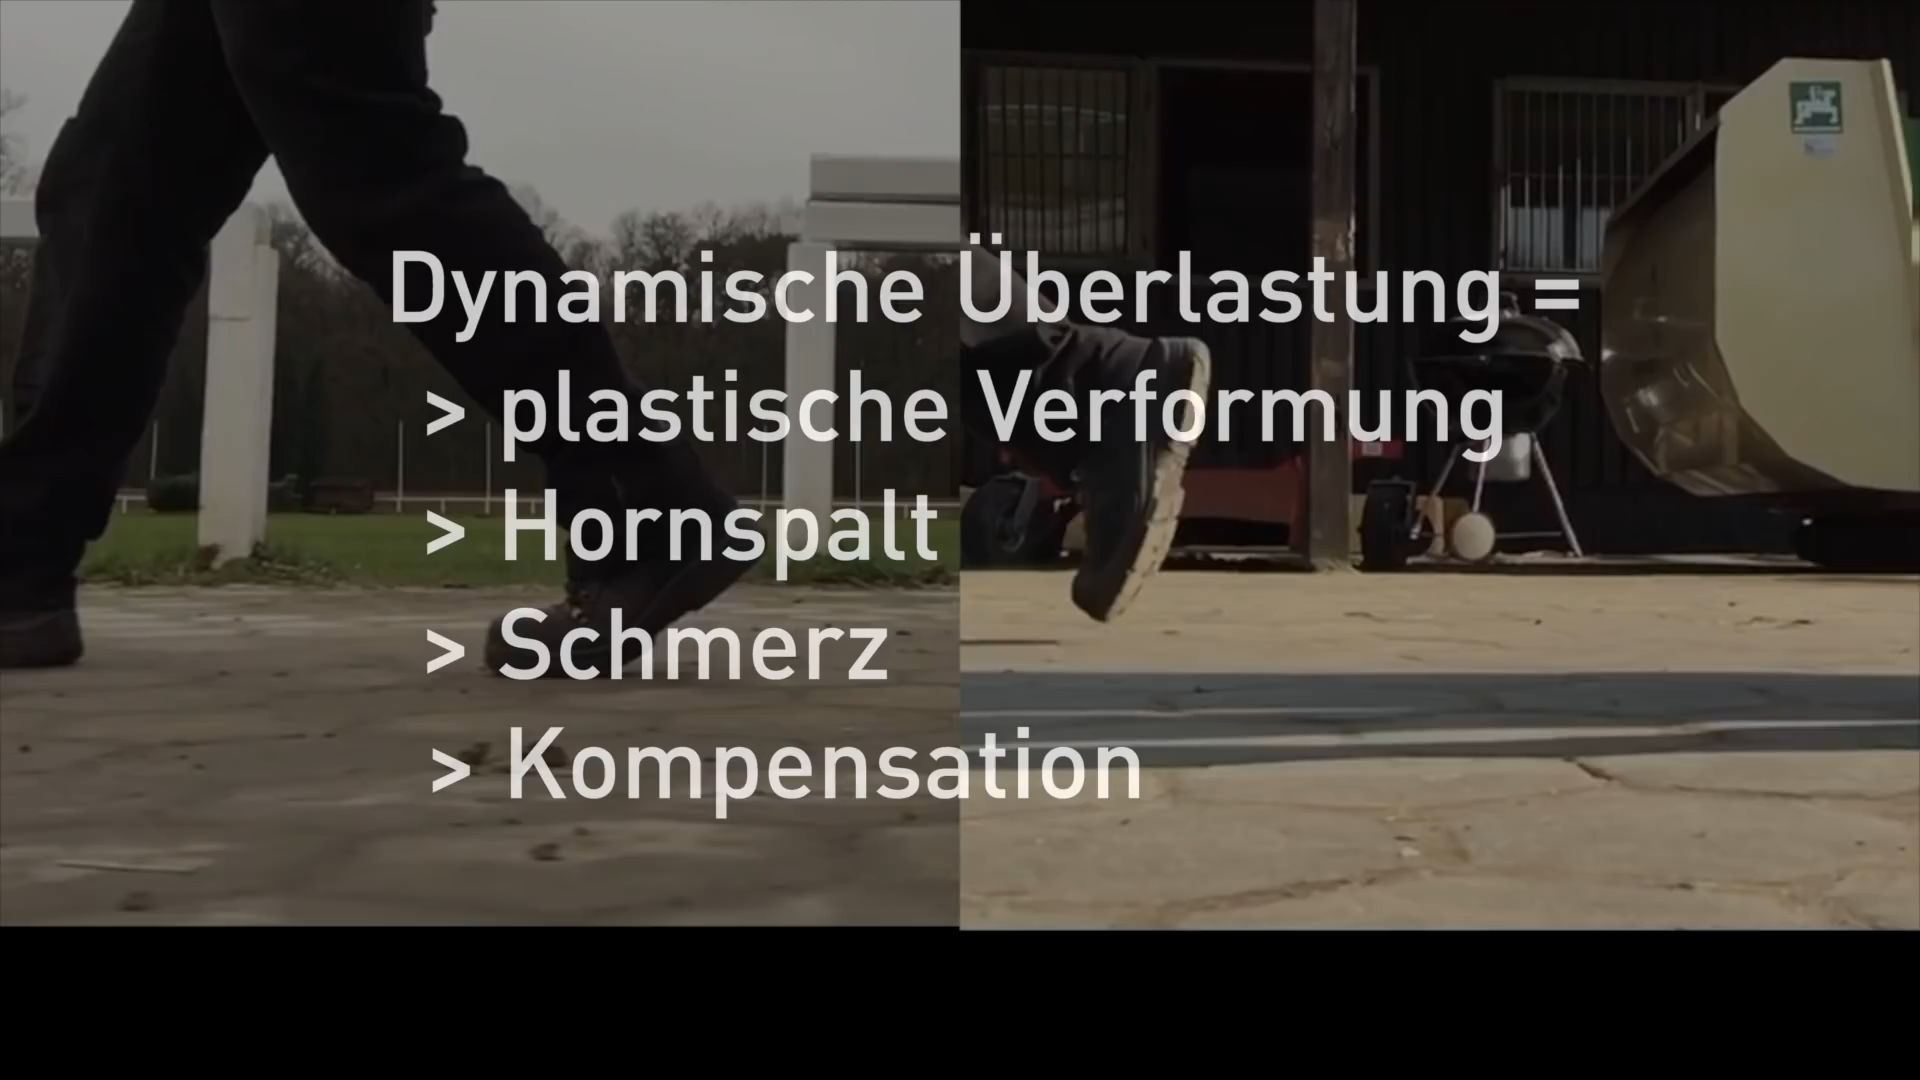 Dynamische Überlastung =
> plastische Verformung
> Hornspalt
> Schmerz
> Kompensation